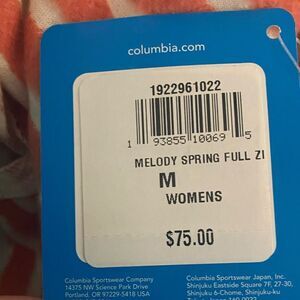 columbia.com
1922961022
1 93855 10069 5
MELODY SPRING FULL ZI
M
WOMENS
$75.00
Columbia Sportswear Company
14375 NW Science Park Drive
Portland, OR 97229-5418 USA
Columbia Sportswear Japan, Inc.
Shinjuku Eastside Square 7F, 27-30,
Shinjuku 6-Chome, Shinjuku-ku